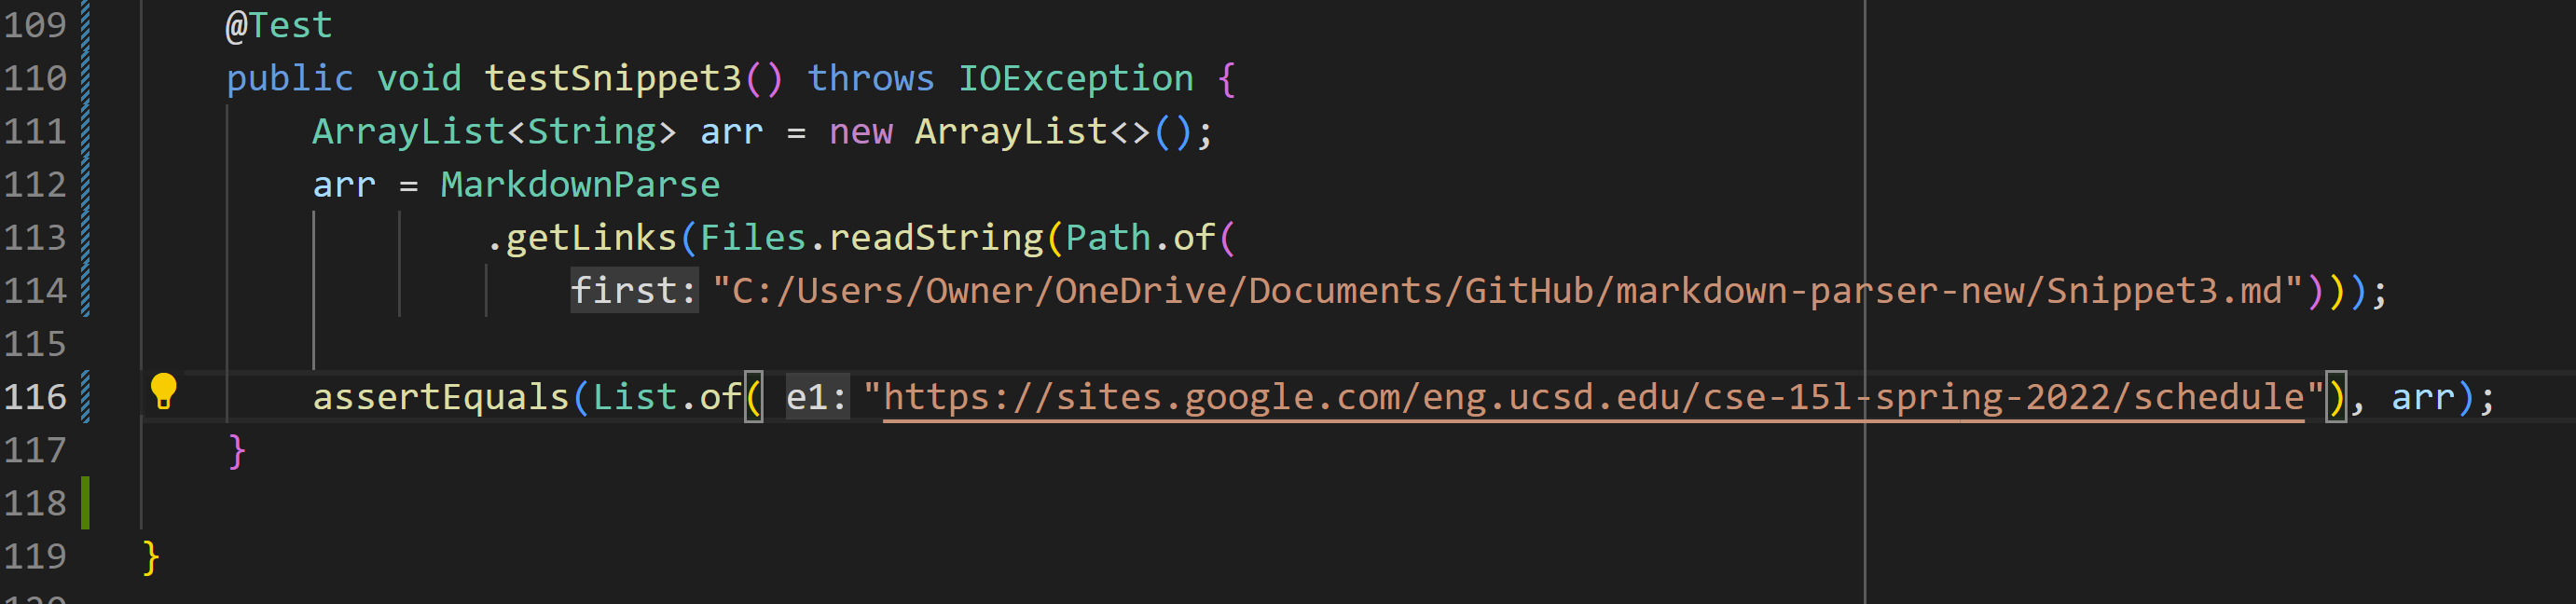 109 @Test
110 public void testSnippet3() throws IOException {
111 ArrayList<String> arr = new ArrayList<>();
112 arr = MarkdownParse
113 .getLinks(Files.readString(Path.of(
114 first: "C:/Users/Owner/OneDrive/Documents/GitHub/markdown-parser-new/Snippet3.md")));
115
116 assertEquals(List.of( e1: "https://sites.google.com/eng.ucsd.edu/cse-15l-spring-2022/schedule"), arr);
117 }
118
119 }